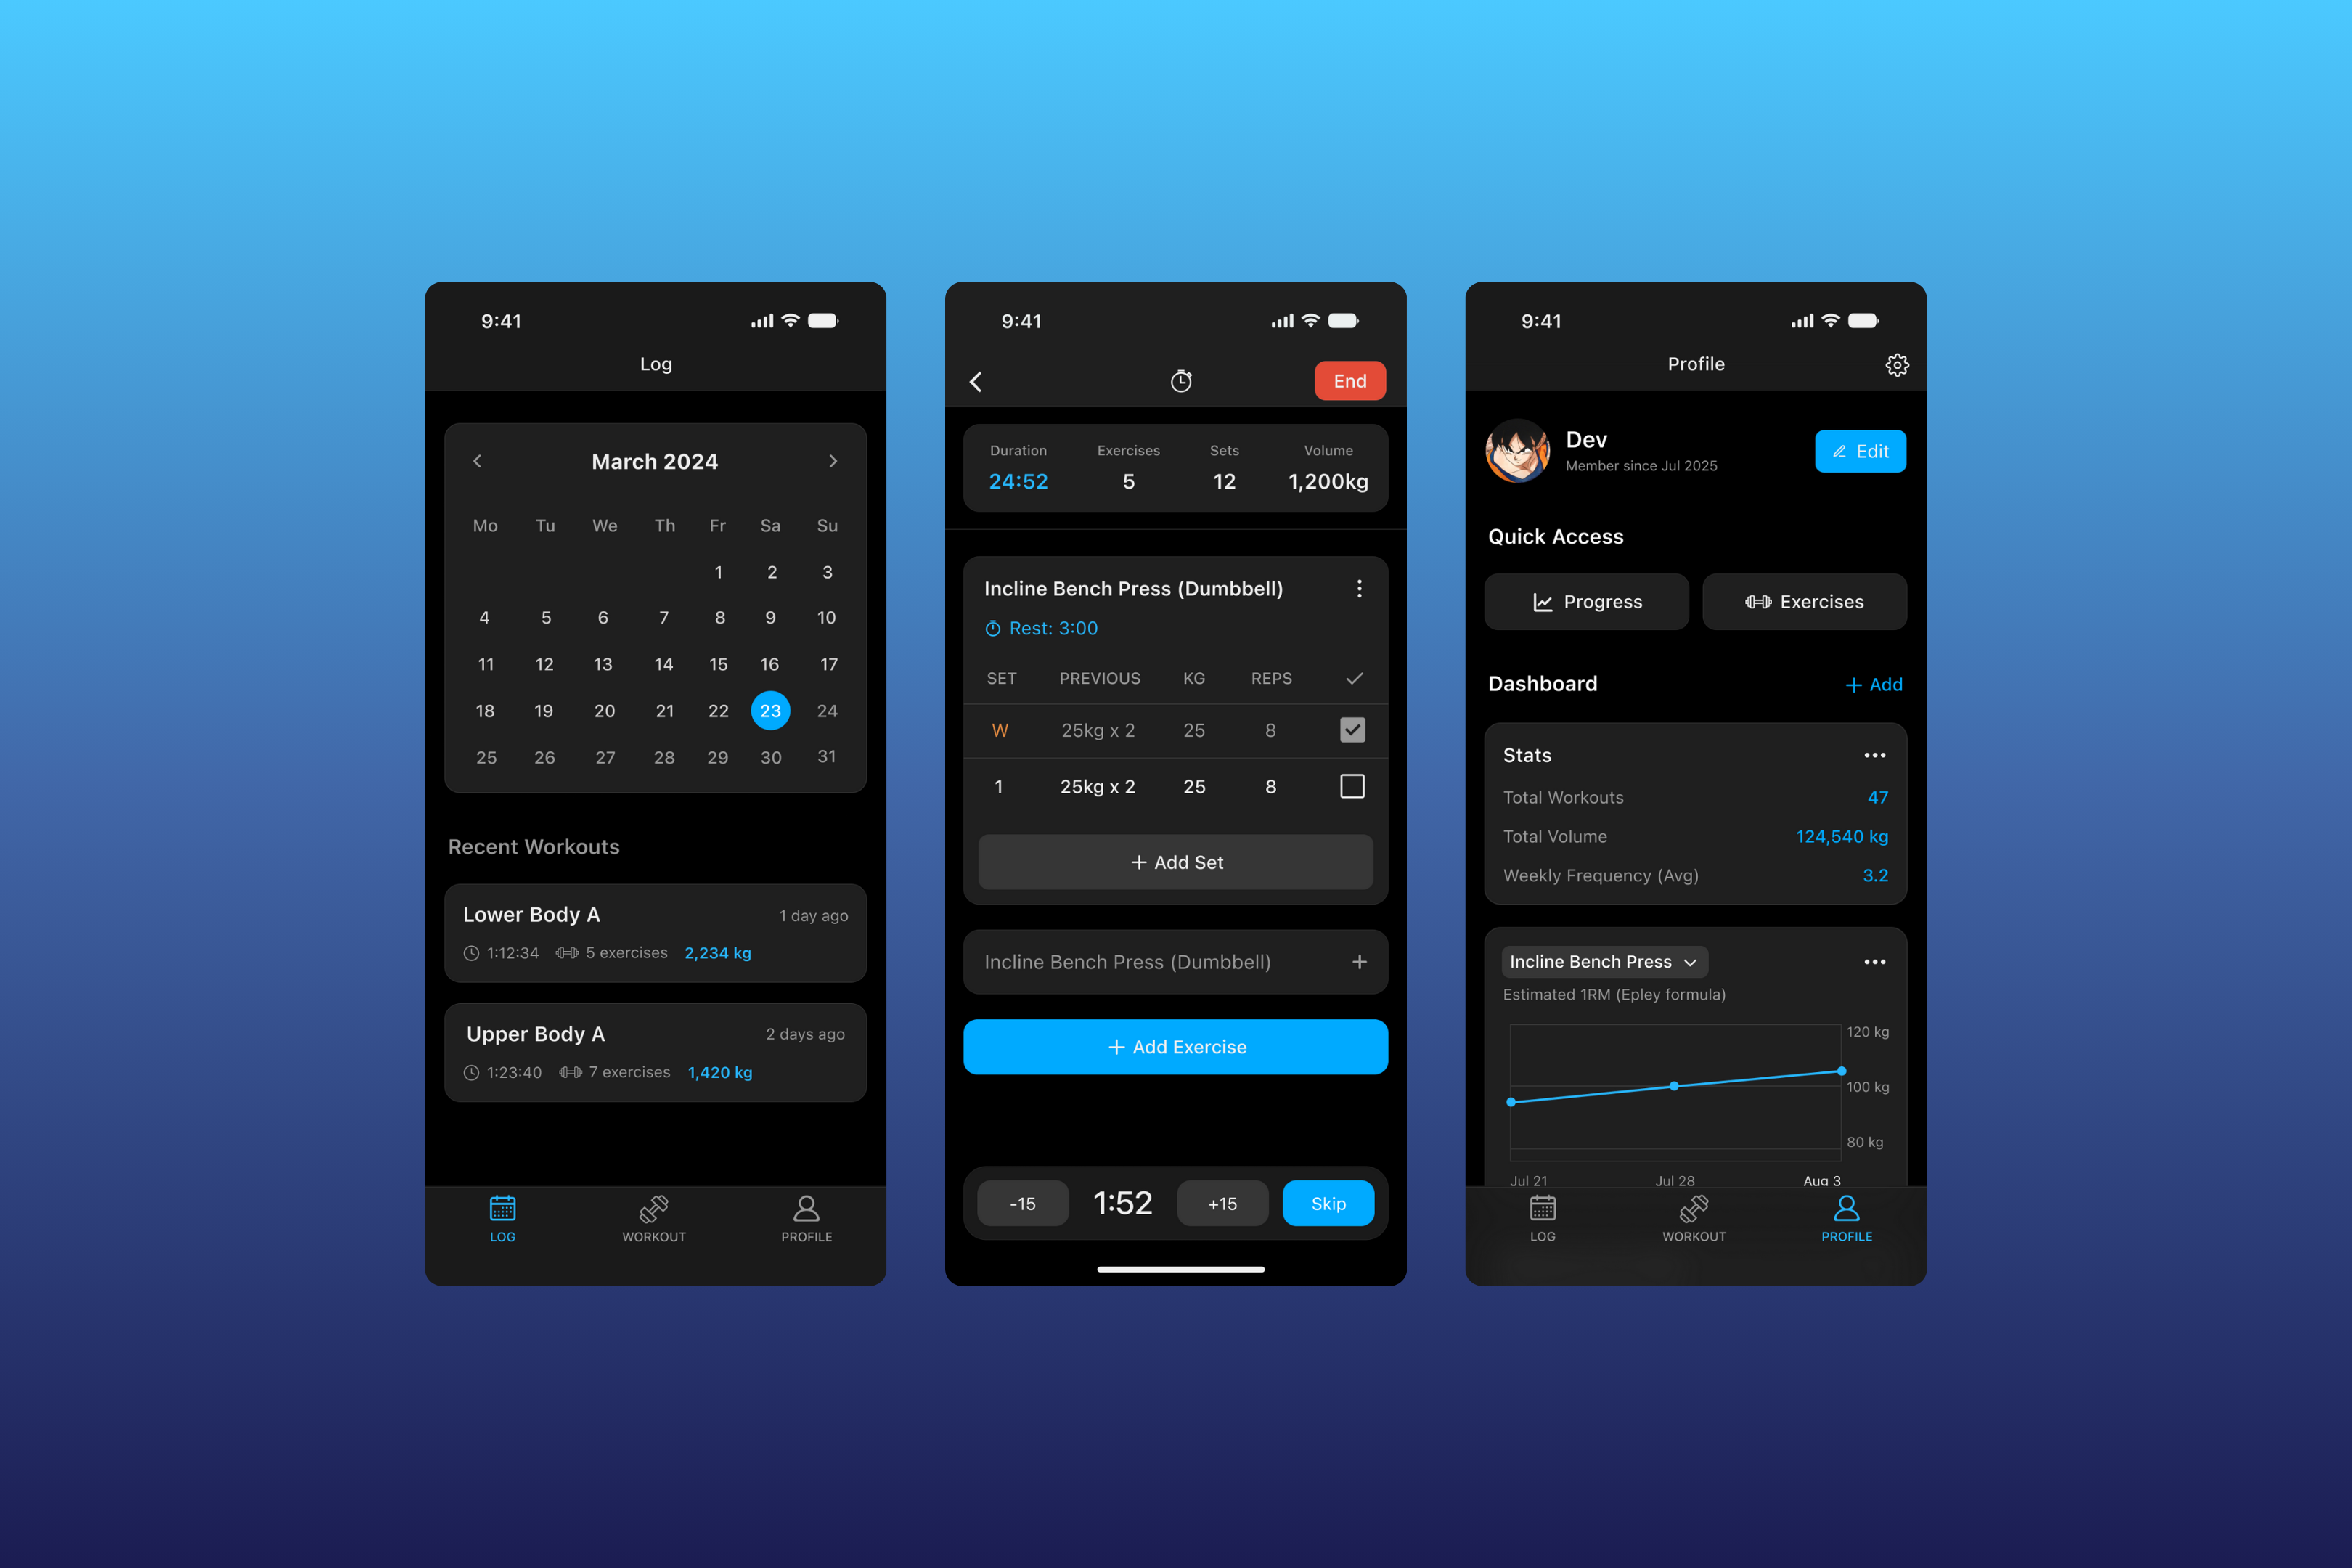 9:41
Log
March 2024
Mo Tu We Th Fr Sa Su
1 2 3
4 5 6 7 8 9 10
11 12 13 14 15 16 17
18 19 20 21 22 23 24
25 26 27 28 29 30 31
Recent Workouts
Lower Body A 1 day ago
1:12:34 5 exercises 2,234 kg
Upper Body A 2 days ago
1:23:40 7 exercises 1,420 kg
LOG WORKOUT PROFILE
9:41
End
Duration Exercises Sets Volume
24:52 5 12 1,200kg
Incline Bench Press (Dumbbell)
Rest: 3:00
SET PREVIOUS KG REPS
W 25kg x 2 25 8
1 25kg x 2 25 8
+ Add Set
Incline Bench Press (Dumbbell) +
+ Add Exercise
-15 1:52 +15 Skip
9:41
Profile
Dev
Member since Jul 2025
Edit
Quick Access
Progress Exercises
Dashboard + Add
Stats
Total Workouts 47
Total Volume 124,540 kg
Weekly Frequency (Avg) 3.2
Incline Bench Press
Estimated 1RM (Epley formula)
120 kg
100 kg
80 kg
Jul 21 Jul 28 Aug 3
LOG WORKOUT PROFILE